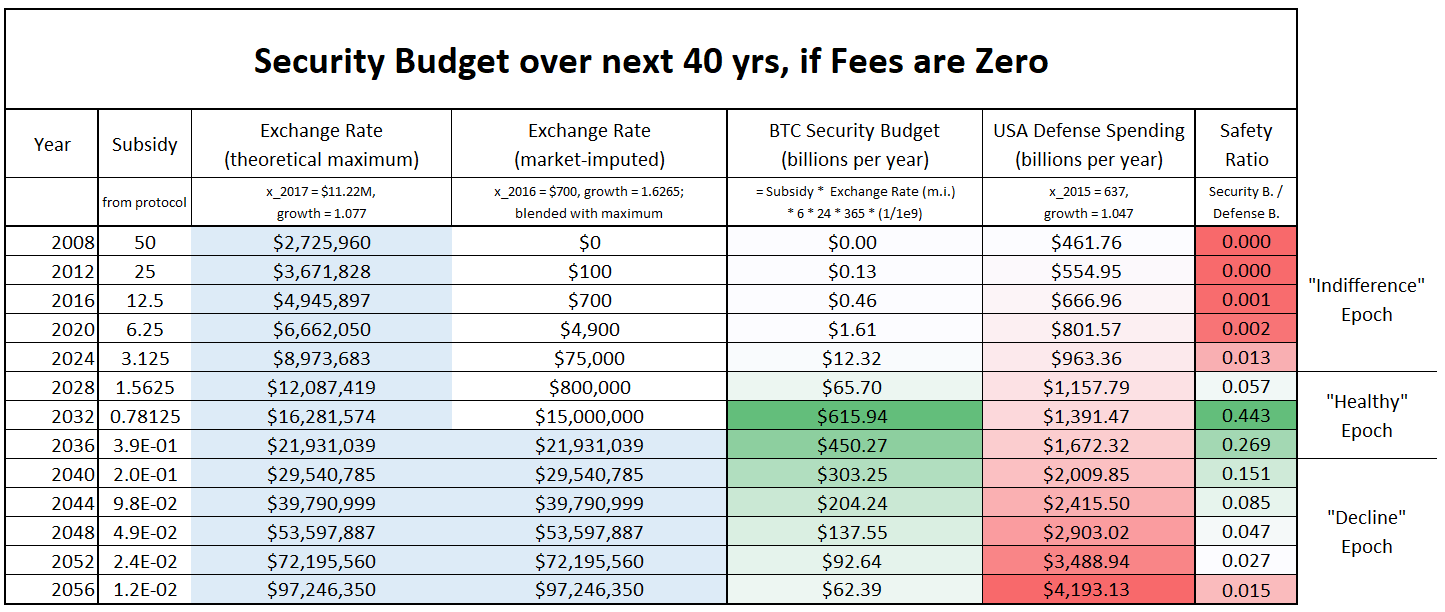 Security Budget over next 40 yrs, if Fees are Zero
Year Subsidy Exchange Rate (theoretical maximum) Exchange Rate (market-imputed) BTC Security Budget (billions per year) USA Defense Spending (billions per year) Safety Ratio
from protocol x_2017 = $11.22M, growth = 1.077 x_2016 = $700, growth = 1.6265; blended with maximum = Subsidy * Exchange Rate (m.i.) * 6 * 24 * 365 * (1/1e9) x_2015 = 637, growth = 1.047 Security B. / Defense B.
2008 50 $2,725,960 $0 $0.00 $461.76 0.000
2012 25 $3,671,828 $100 $0.13 $554.95 0.000
2016 12.5 $4,945,897 $700 $0.46 $666.96 0.001
2020 6.25 $6,662,050 $4,900 $1.61 $801.57 0.002
2024 3.125 $8,973,683 $75,000 $12.32 $963.36 0.013
"Indifference"
Epoch
2028 1.5625 $12,087,419 $800,000 $65.70 $1,157.79 0.057
2032 0.78125 $16,281,574 $15,000,000 $615.94 $1,391.47 0.443
2036 3.9E-01 $21,931,039 $21,931,039 $450.27 $1,672.32 0.269
"Healthy"
Epoch
2040 2.0E-01 $29,540,785 $29,540,785 $303.25 $2,009.85 0.151
2044 9.8E-02 $39,790,999 $39,790,999 $204.24 $2,415.50 0.085
2048 4.9E-02 $53,597,887 $53,597,887 $137.55 $2,903.02 0.047
2052 2.4E-02 $72,195,560 $72,195,560 $92.64 $3,488.94 0.027
2056 1.2E-02 $97,246,350 $97,246,350 $62.39 $4,193.13 0.015
"Decline"
Epoch